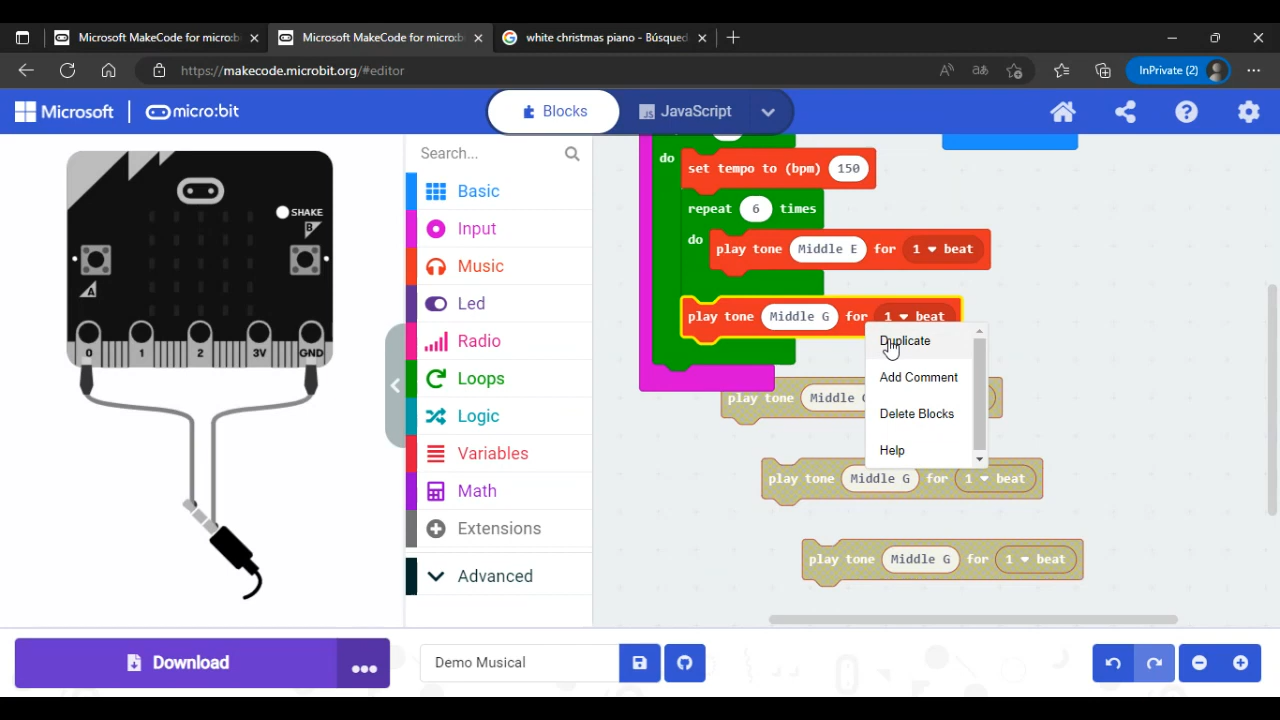 Microsoft MakeCode for micro:b
Microsoft MakeCode for micro:b
white christmas piano - Búsqued
https://makecode.microbit.org/#editor
InPrivate (2)
Microsoft
micro:bit
Blocks
JavaScript
Search...
Basic
Input
Music
Led
Radio
Loops
Logic
Variables
Math
Extensions
Advanced
SHAKE
B
A
0 1 2 3V GND
do set tempo to (bpm) 150
repeat 6 times
do play tone Middle E for 1 beat
play tone Middle G for 1 beat
Duplicate
Add Comment
Delete Blocks
Help
play tone Middle
play tone Middle G for 1 beat
play tone Middle G for 1 beat
Download
Demo Musical